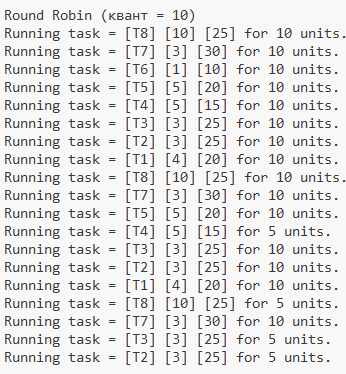 Round Robin (квант = 10)
Running task = [T8] [10] [25] for 10 units.
Running task = [T7] [3] [30] for 10 units.
Running task = [T6] [1] [10] for 10 units.
Running task = [T5] [5] [20] for 10 units.
Running task = [T4] [5] [15] for 10 units.
Running task = [T3] [3] [25] for 10 units.
Running task = [T2] [3] [25] for 10 units.
Running task = [T1] [4] [20] for 10 units.
Running task = [T8] [10] [25] for 10 units.
Running task = [T7] [3] [30] for 10 units.
Running task = [T5] [5] [20] for 10 units.
Running task = [T4] [5] [15] for 5 units.
Running task = [T3] [3] [25] for 10 units.
Running task = [T2] [3] [25] for 10 units.
Running task = [T1] [4] [20] for 10 units.
Running task = [T8] [10] [25] for 5 units.
Running task = [T7] [3] [30] for 10 units.
Running task = [T3] [3] [25] for 5 units.
Running task = [T2] [3] [25] for 5 units.